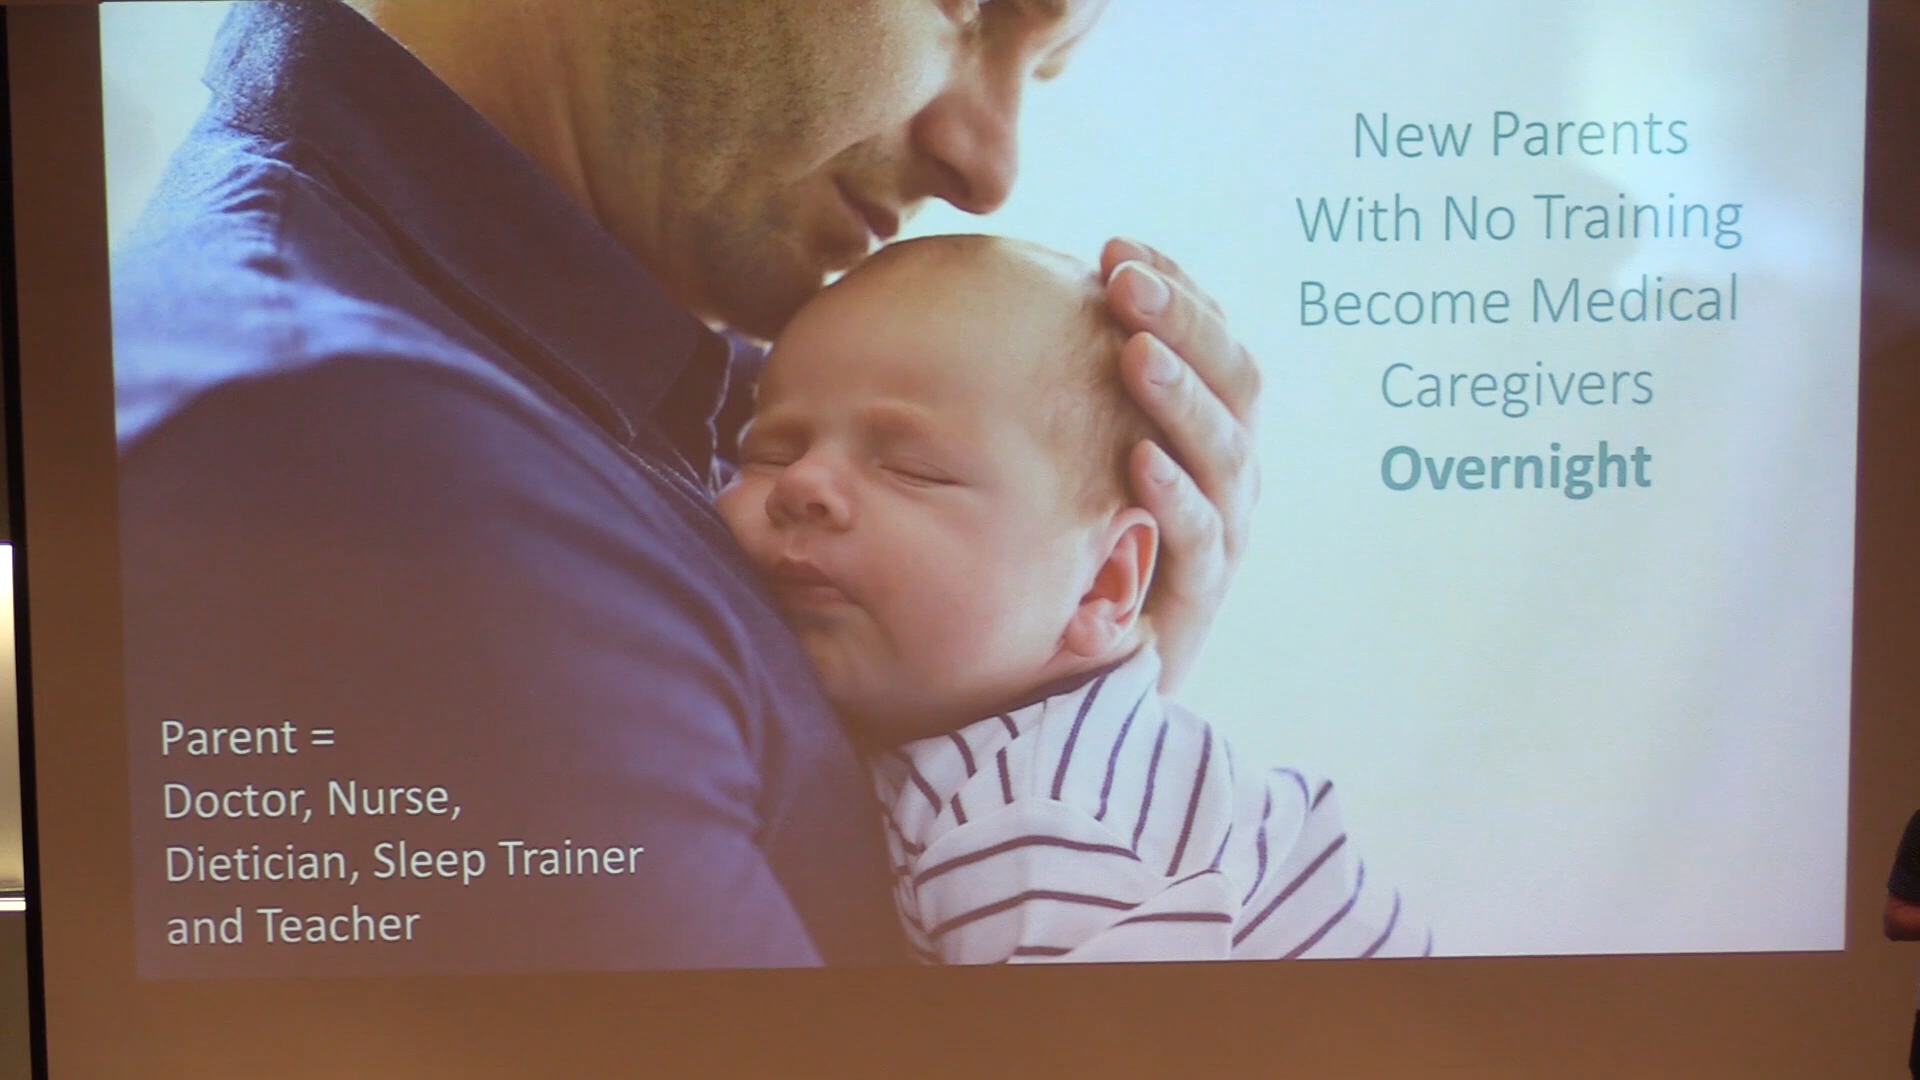 New Parents
With No Training
Become Medical
Caregivers
Overnight
Parent =
Doctor, Nurse,
Dietician, Sleep Trainer
and Teacher